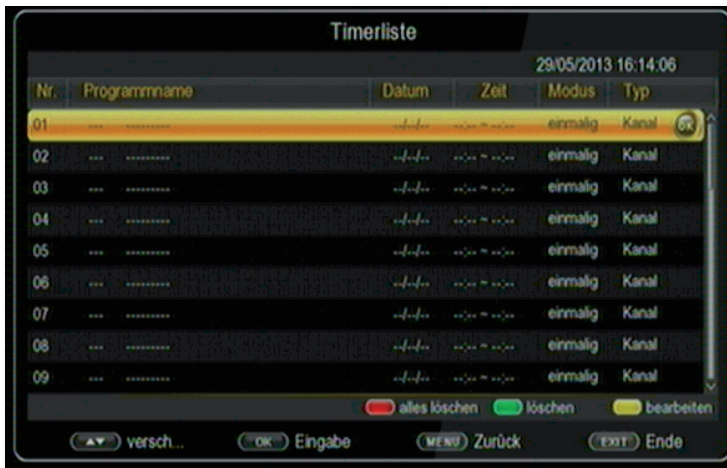 Timerliste
29/05/2013 16:14:06
Nr. Programmname Datum Zeit Modus Typ
01 --- --------- --/--/-- --:-- ~ --:-- einmalig Kanal OK
02 --- --------- --/--/-- --:-- ~ --:-- einmalig Kanal
03 --- --------- --/--/-- --:-- ~ --:-- einmalig Kanal
04 --- --------- --/--/-- --:-- ~ --:-- einmalig Kanal
05 --- --------- --/--/-- --:-- ~ --:-- einmalig Kanal
06 --- --------- --/--/-- --:-- ~ --:-- einmalig Kanal
07 --- --------- --/--/-- --:-- ~ --:-- einmalig Kanal
08 --- --------- --/--/-- --:-- ~ --:-- einmalig Kanal
09 --- --------- --/--/-- --:-- ~ --:-- einmalig Kanal
alles löschen löschen bearbeiten
▲▼ versch... OK Eingabe MENU Zurück EXIT Ende